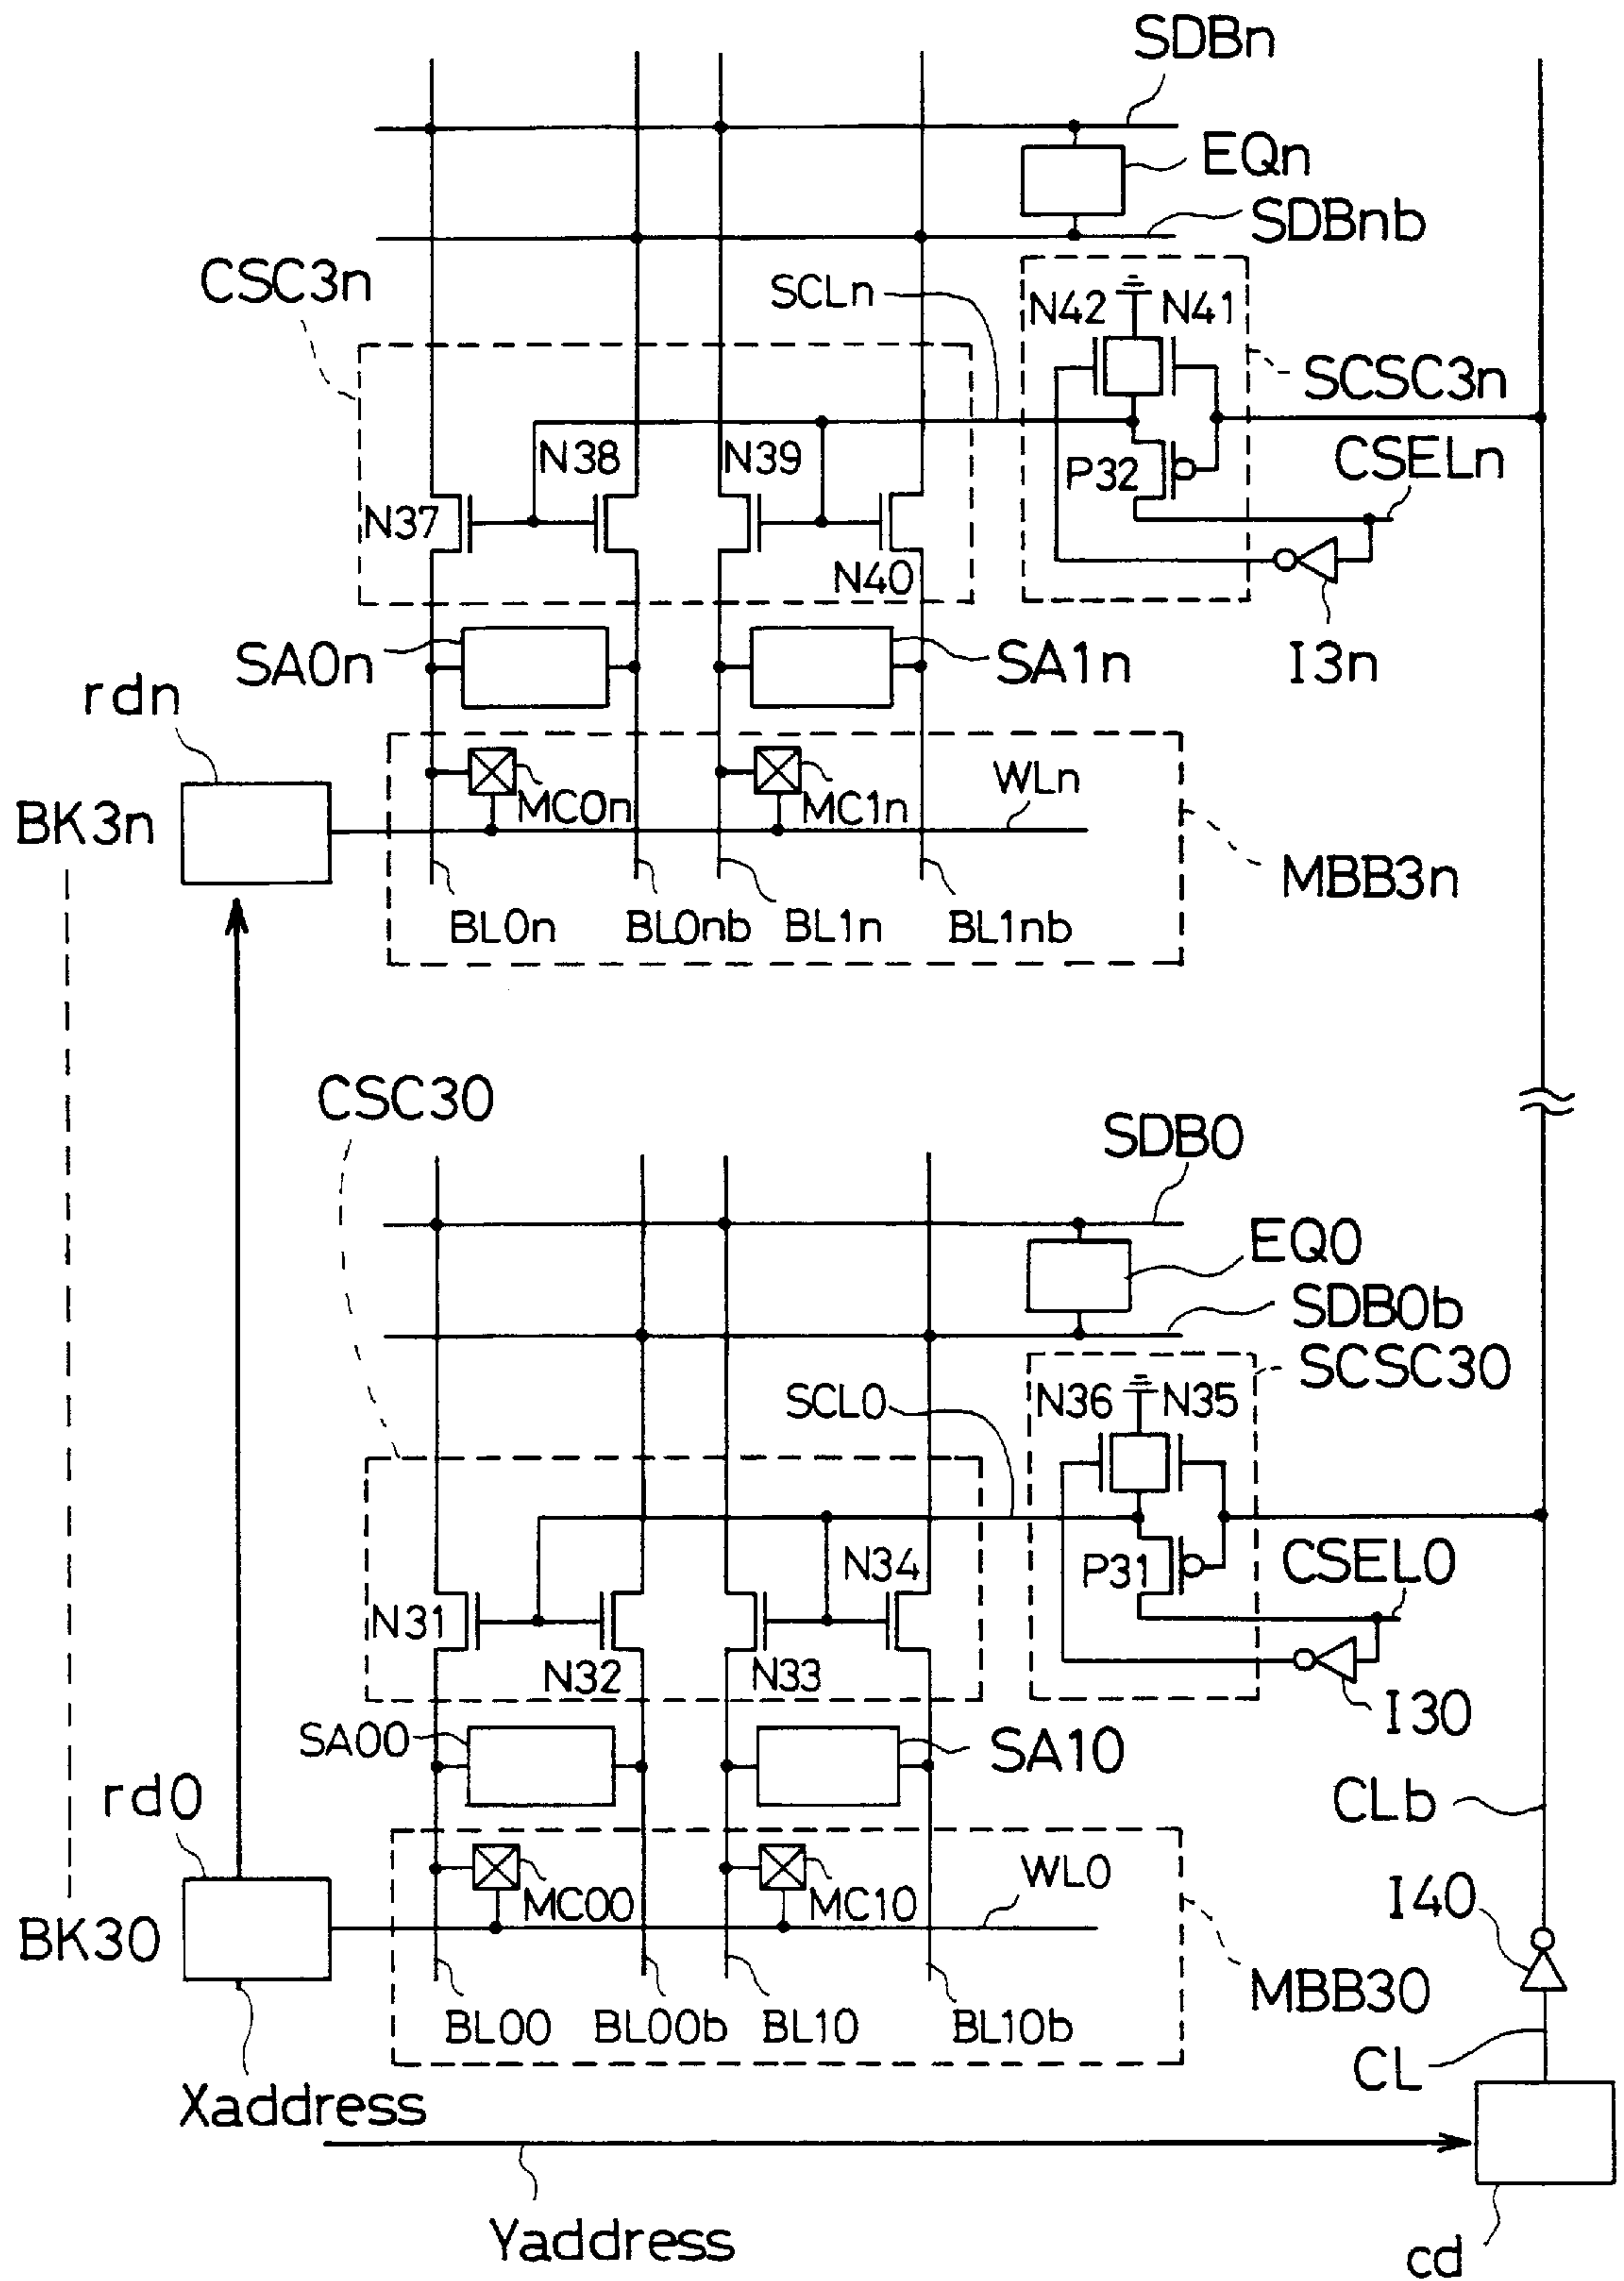 SDBn
EQn
SDBnb
CSC3n
SCLn
N42
N41
SCSC3n
N38
N39
P32
CSELn
N37
N40
SA0n
SA1n
I3n
rdn
BK3n
MC0n
MC1n
WLn
MBB3n
BL0n
BL0nb
BL1n
BL1nb
CSC30
SDB0
EQ0
SDB0b
SCSC30
SCL0
N36
N35
N34
P31
CSEL0
N31
N32
N33
I30
SA00
SA10
rd0
CLb
BK30
MC00
MC10
WL0
I40
MBB30
BL00
BL00b
BL10
BL10b
CL
Xaddress
Yaddress
cd